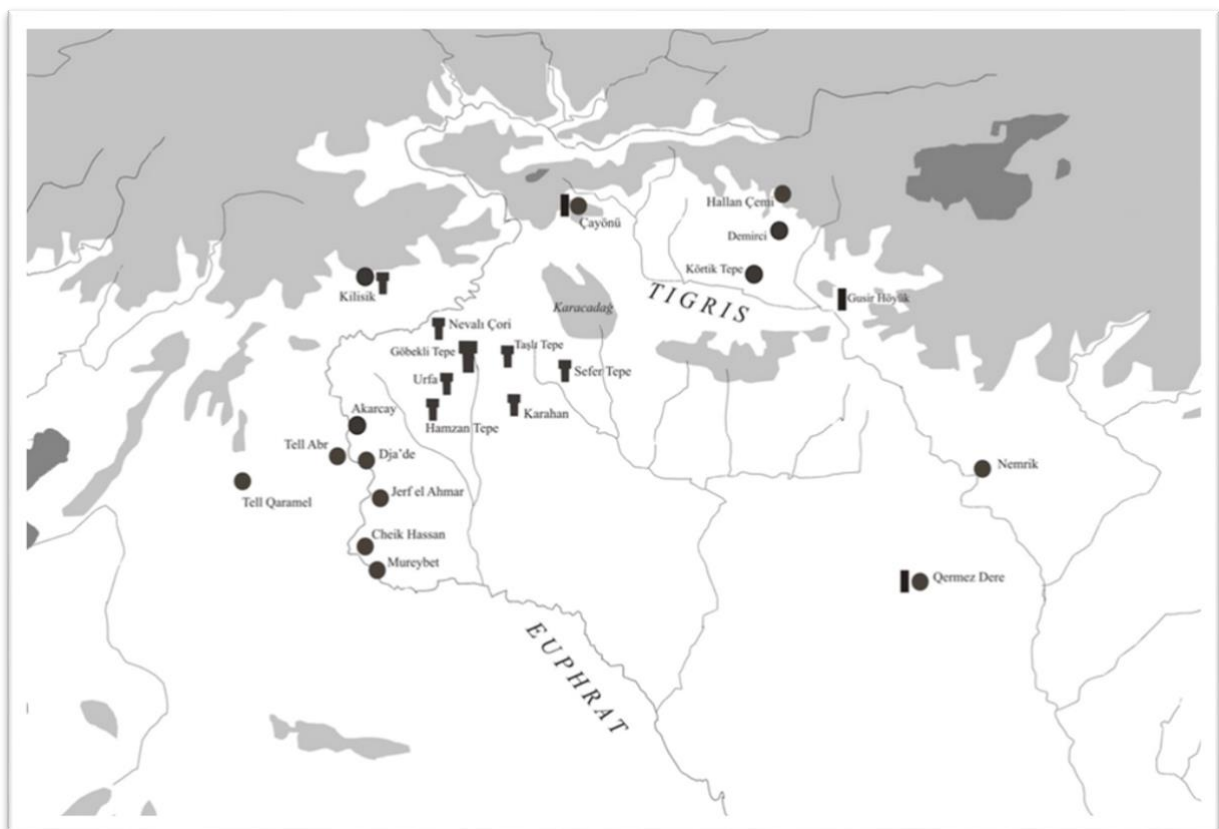 Hallan Çemi
Çayönü
Demirci
Körtik Tepe
Kilisik
TIGRIS
Gusir Höyük
Karacadağ
Nevalı Çori
Göbekli Tepe
Taşlı Tepe
Sefer Tepe
Urfa
Karahan
Hamzan Tepe
Akarcay
Tell Abr
Dja'de
Nemrik
Jerf el Ahmar
Tell Qaramel
Cheik Hassan
Mureybet
Qermez Dere
EUPHRAT